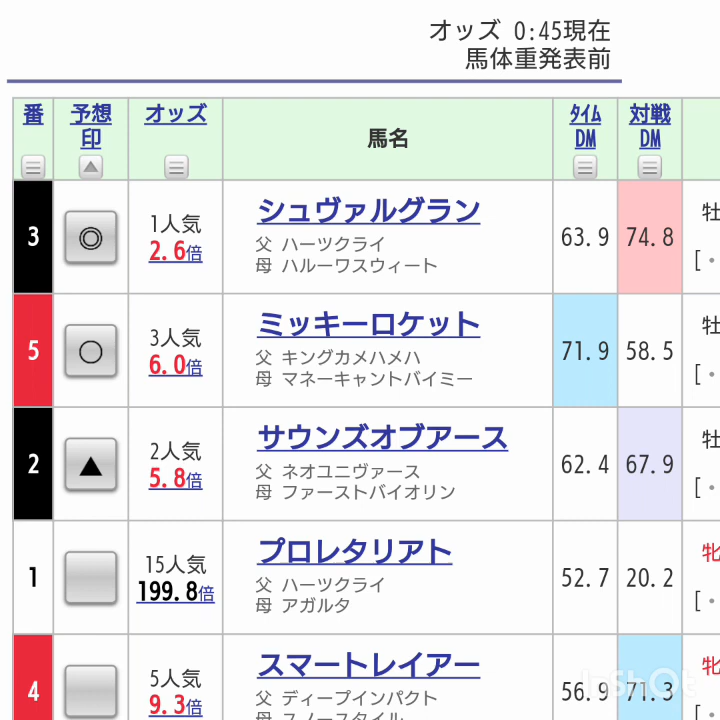 オッズ 0:45現在
馬体重発表前
番 予想印 オッズ 馬名 タイムDM 対戦DM
3 ◎ 1人気 2.6倍 シュヴァルグラン 63.9 74.8 牡
父 ハーツクライ
母 ハルーワスウィート
5 ○ 3人気 6.0倍 ミッキーロケット 71.9 58.5 牡
父 キングカメハメハ
母 マネーキャントバイミー
2 ▲ 2人気 5.8倍 サウンズオブアース 62.4 67.9 牡
父 ネオユニヴァース
母 ファーストバイオリン
1 15人気 199.8倍 プロレタリアト 52.7 20.2 牝
父 ハーツクライ
母 アガルタ
4 5人気 9.3倍 スマートレイアー 56.9 71.3 牝
父 ディープインパクト
母 スノースタイル
InShOt